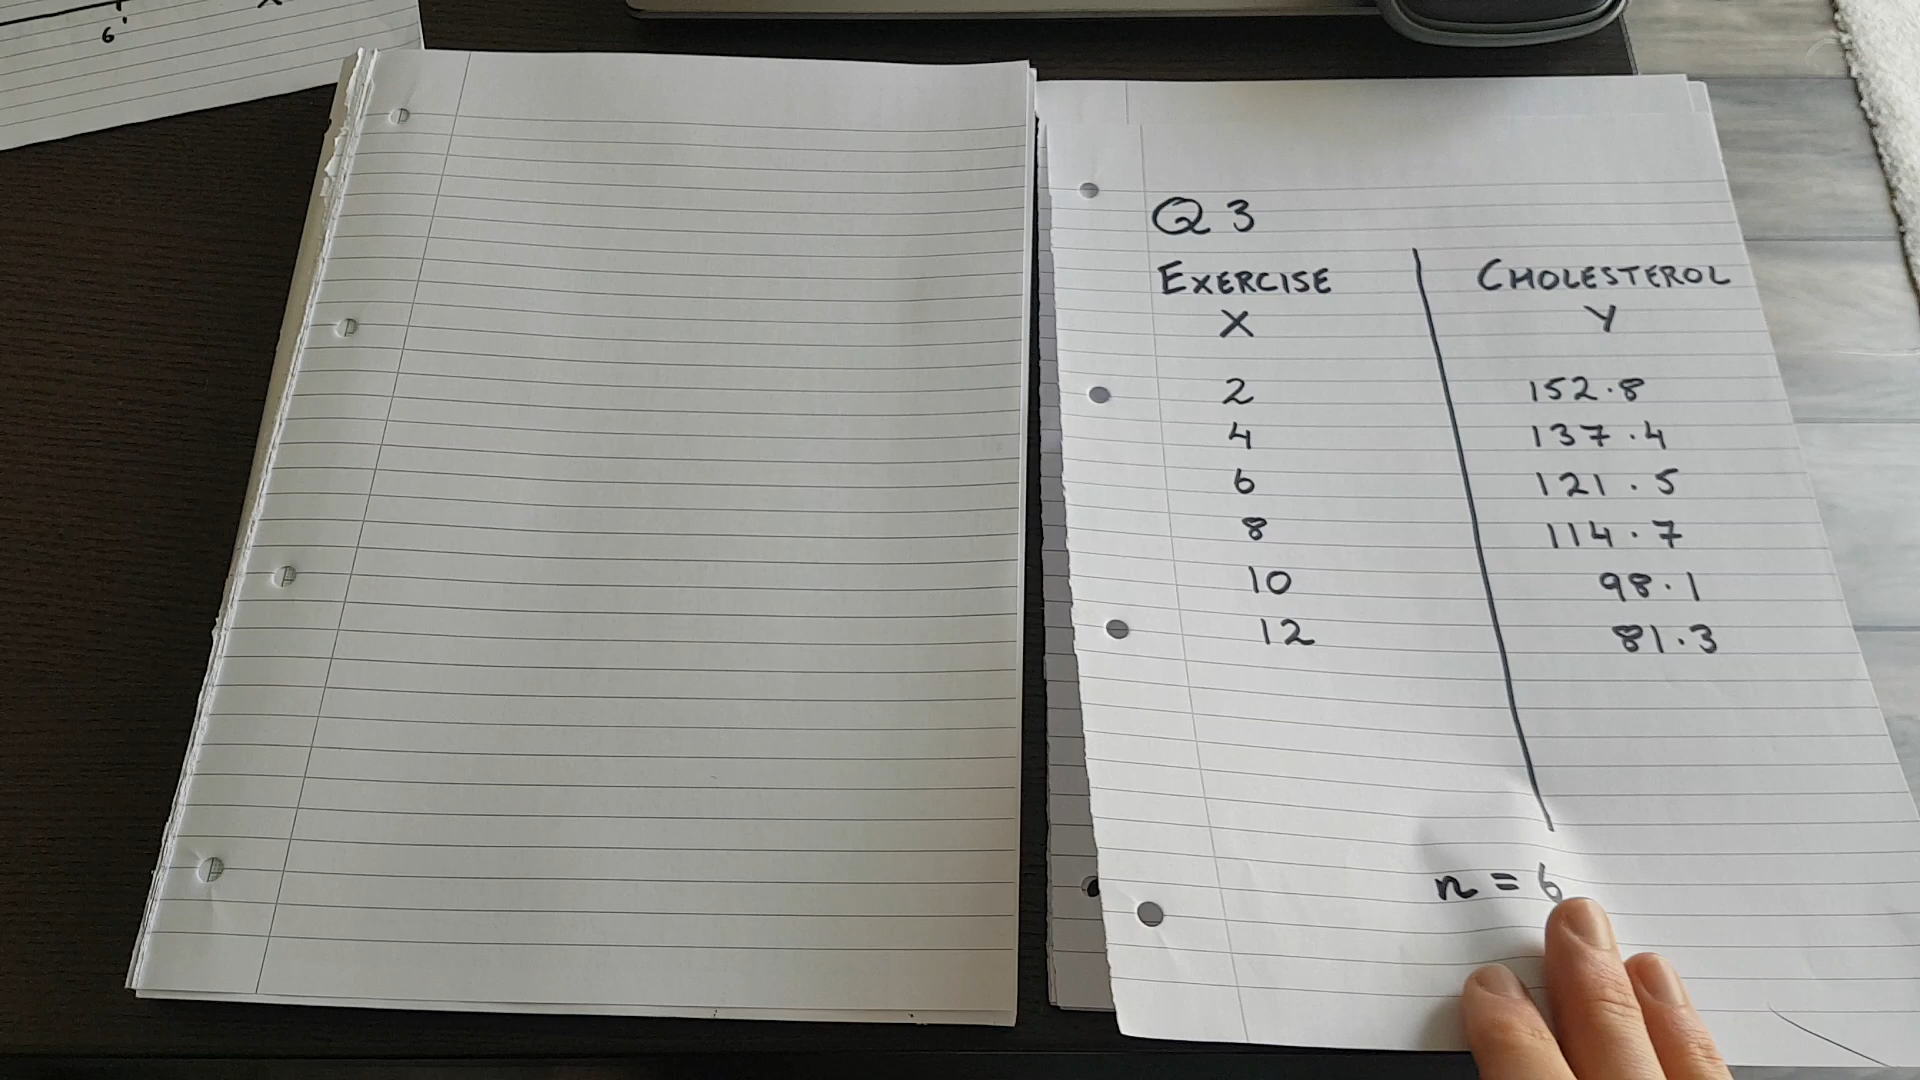 6
x
Q3
EXERCISE CHOLESTEROL
X Y
2 152.8
4 137.4
6 121.5
8 114.7
10 98.1
12 81.3
n = 6